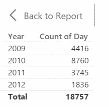 Back to Report
Year Count of Day
2009 4416
2010 8760
2011 3745
2012 1836
Total 18757